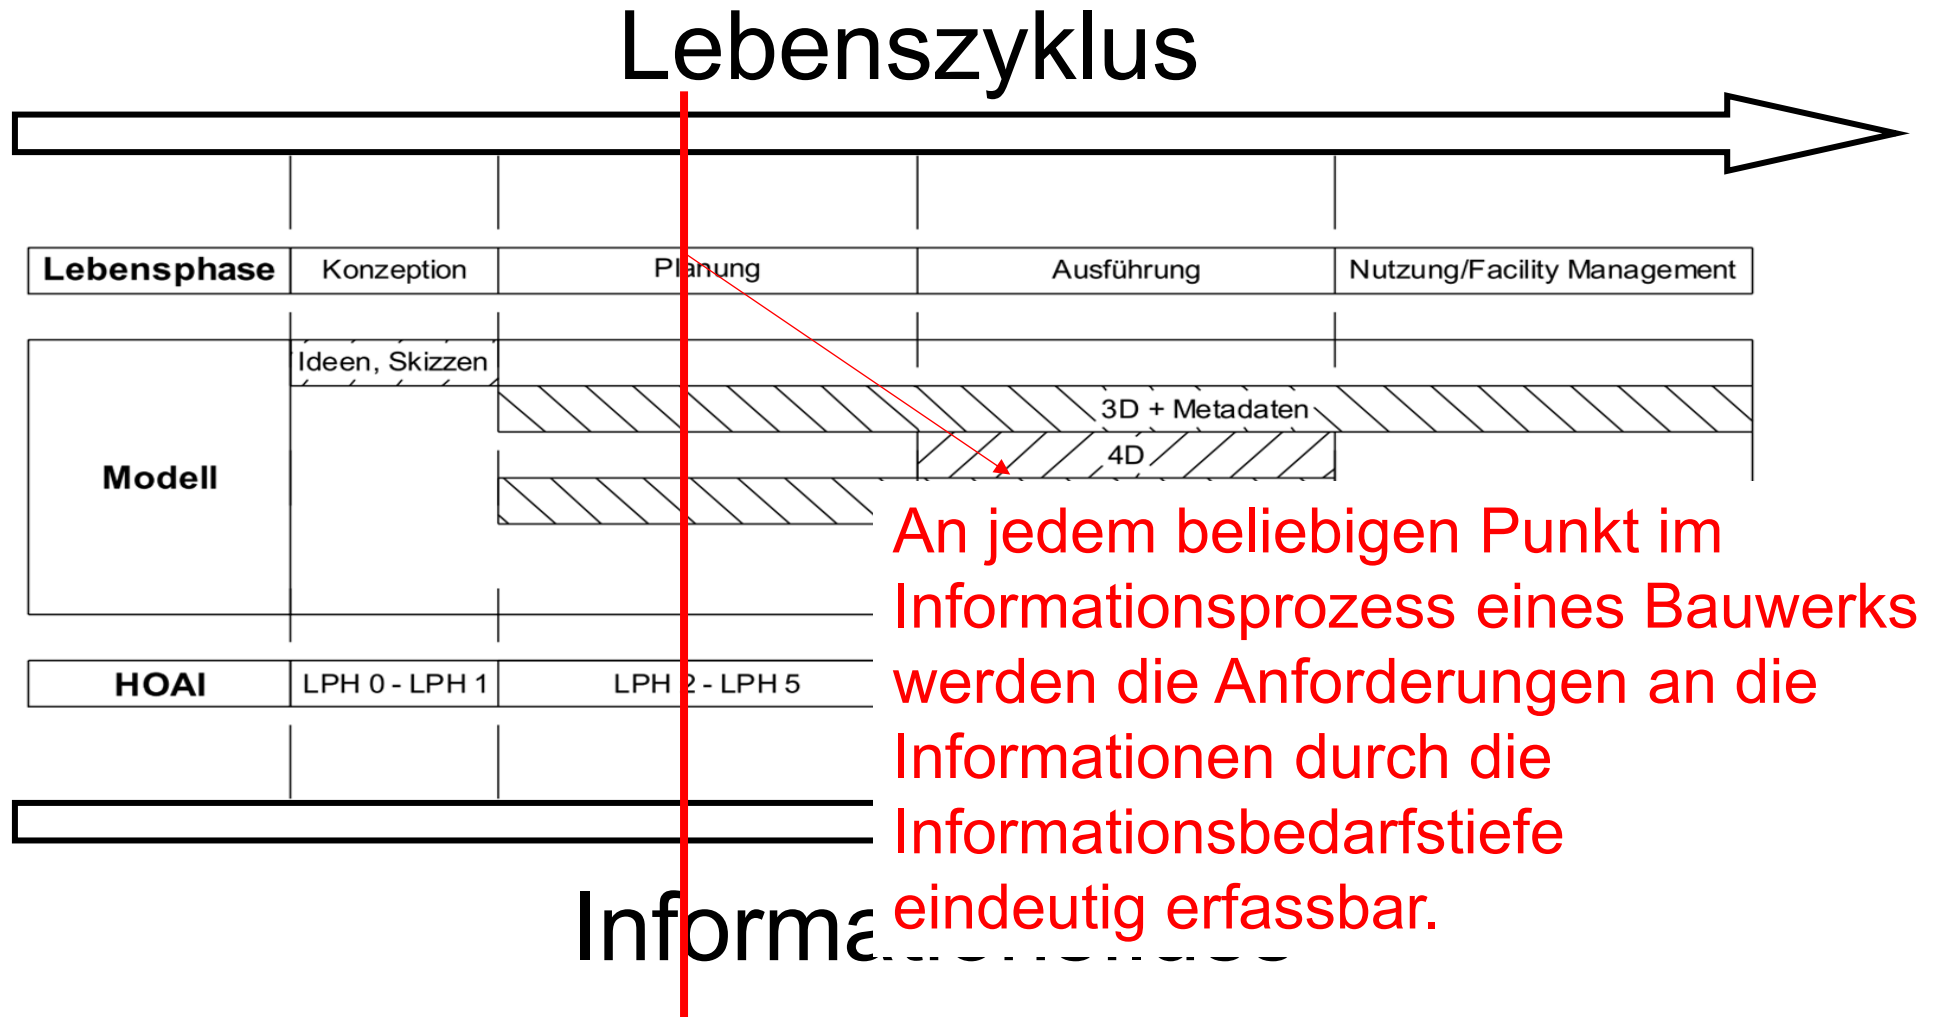 Lebenszyklus
Lebensphase Konzeption Planung Ausführung Nutzung/Facility Management
Ideen, Skizzen
3D + Metadaten
4D
Modell
HOAI LPH 0 - LPH 1 LPH 2 - LPH 5
An jedem beliebigen Punkt im
Informationsprozess eines Bauwerks
werden die Anforderungen an die
Informationen durch die
Informationsbedarfstiefe
eindeutig erfassbar.